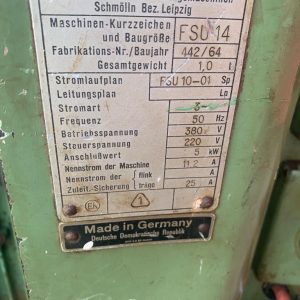 Schmölln Bez. Leipzig
Maschinen-Kurzzeichen
und Baugröße FSU 14
Fabrikations-Nr./Baujahr 442/64
Gesamtgewicht 1,0 t
Stromlaufplan FSU 10-01 Sp
Leitungsplan Ln
Stromart 3~
Frequenz 50 Hz
Betriebsspannung 380 V
Steuerspannung 220 V
Anschlußwert 5 kW
Nennstrom der Maschine 11,2 A
Nennstrom der flink
Zuleit.-Sicherung träge 25 A
Made in Germany
Deutsche Demokratische Republik